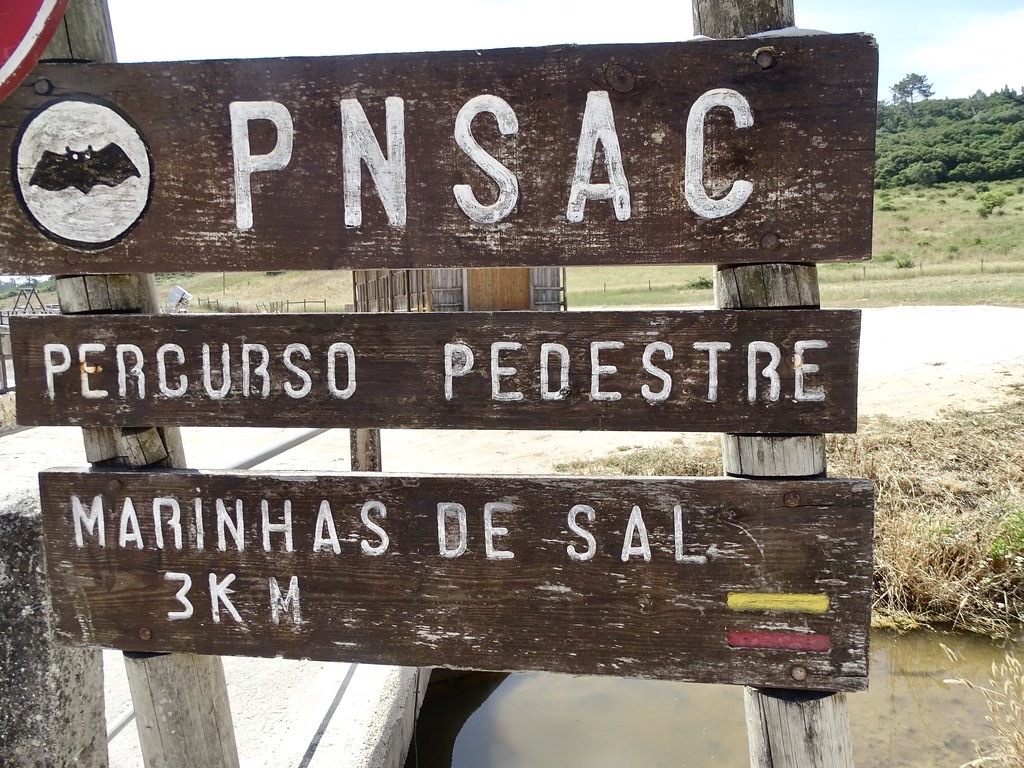 PNSAC
PERCURSO PEDESTRE
MARiNHAS DE SAL
3KM